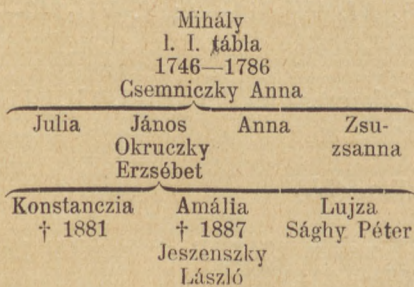 Mihály
l. I. tábla
1746—1786
Csemniczky Anna
Julia János Anna Zsu-
Okruczky zsanna
Erzsébet
Konstanczia Amália Lujza
† 1881 † 1887 Sághy Péter
Jeszenszky
László